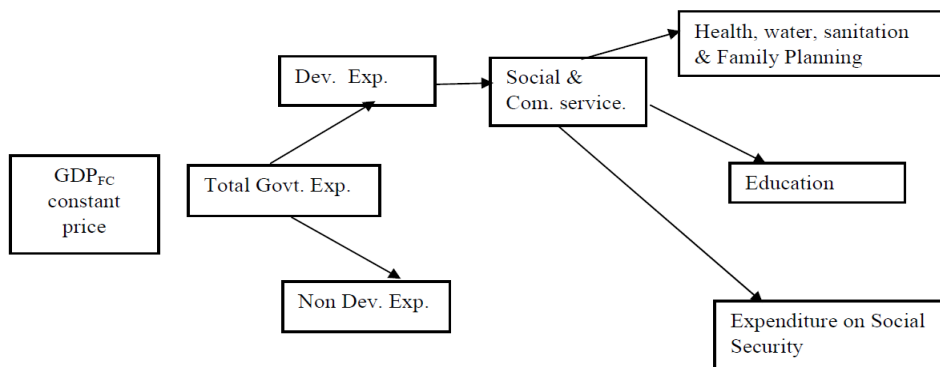 Health, water, sanitation
& Family Planning
Dev. Exp.
Social &
Com. service.
GDPFC
constant
price
Total Govt. Exp.
Education
Non Dev. Exp.
Expenditure on Social
Security